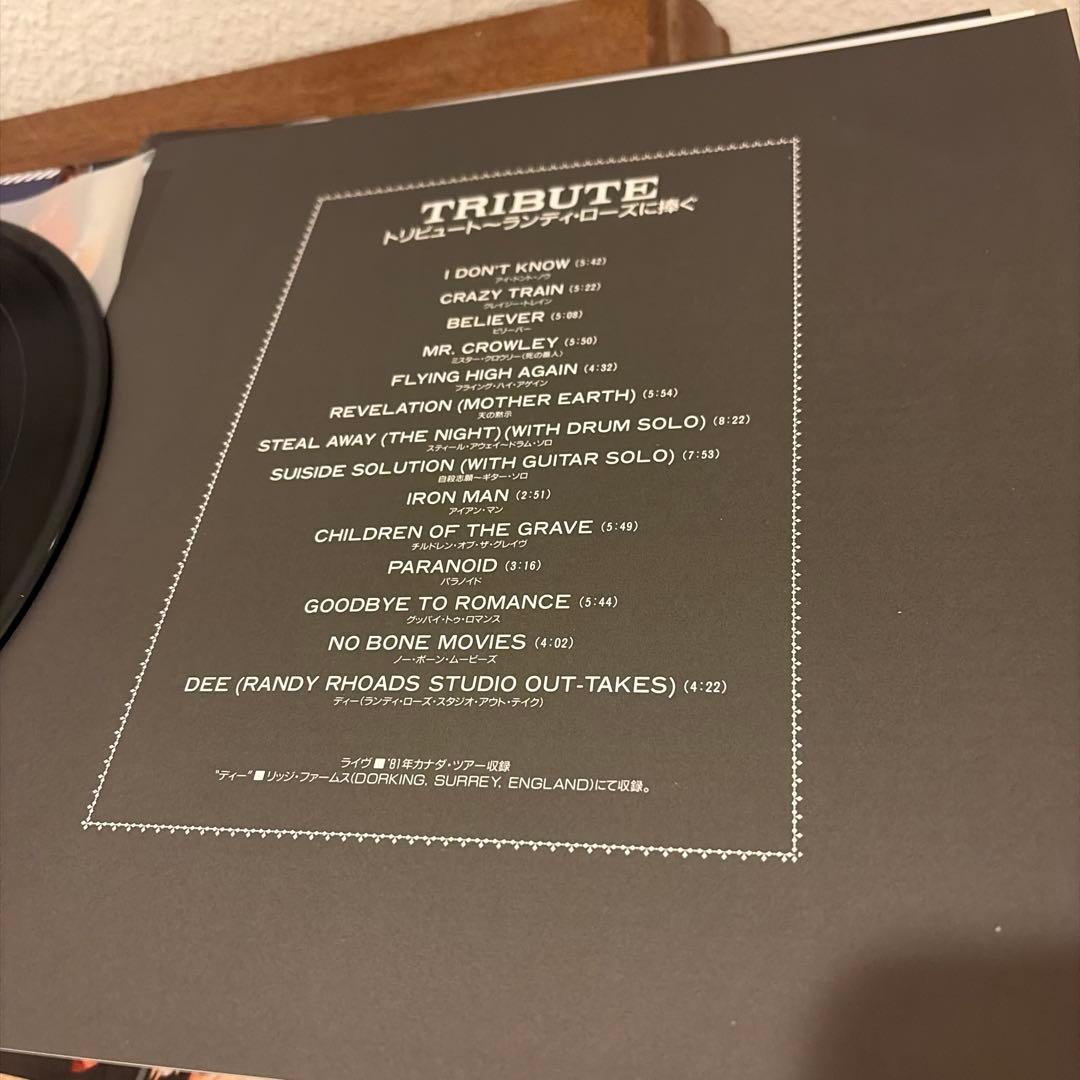 TRIBUTE
トリビュート～ランディ・ローズに捧ぐ
I DON'T KNOW (5:42)
アイ・ドント・ノウ
CRAZY TRAIN (5:22)
クレイジー・トレイン
BELIEVER (5:08)
ビリーバー
MR. CROWLEY (5:50)
ミスター・クロウリー(死の番人)
FLYING HIGH AGAIN (4:32)
フライング・ハイ・アゲイン
REVELATION (MOTHER EARTH) (5:54)
天の黙示
STEAL AWAY (THE NIGHT) (WITH DRUM SOLO) (8:22)
スティール・アウェイ～ドラム・ソロ
SUISIDE SOLUTION (WITH GUITAR SOLO) (7:53)
自殺志願～ギター・ソロ
IRON MAN (2:51)
アイアン・マン
CHILDREN OF THE GRAVE (5:49)
チルドレン・オブ・ザ・グレイヴ
PARANOID (3:16)
パラノイド
GOODBYE TO ROMANCE (5:44)
グッバイ・トゥ・ロマンス
NO BONE MOVIES (4:02)
ノー・ボーン・ムービーズ
DEE (RANDY RHOADS STUDIO OUT-TAKES) (4:22)
ディー(ランディ・ローズ・スタジオ・アウト・テイク)
ライヴ■'81年カナダ・ツアー収録
"ディー"■リッジ・ファームス(DORKING, SURREY, ENGLAND)にて収録。